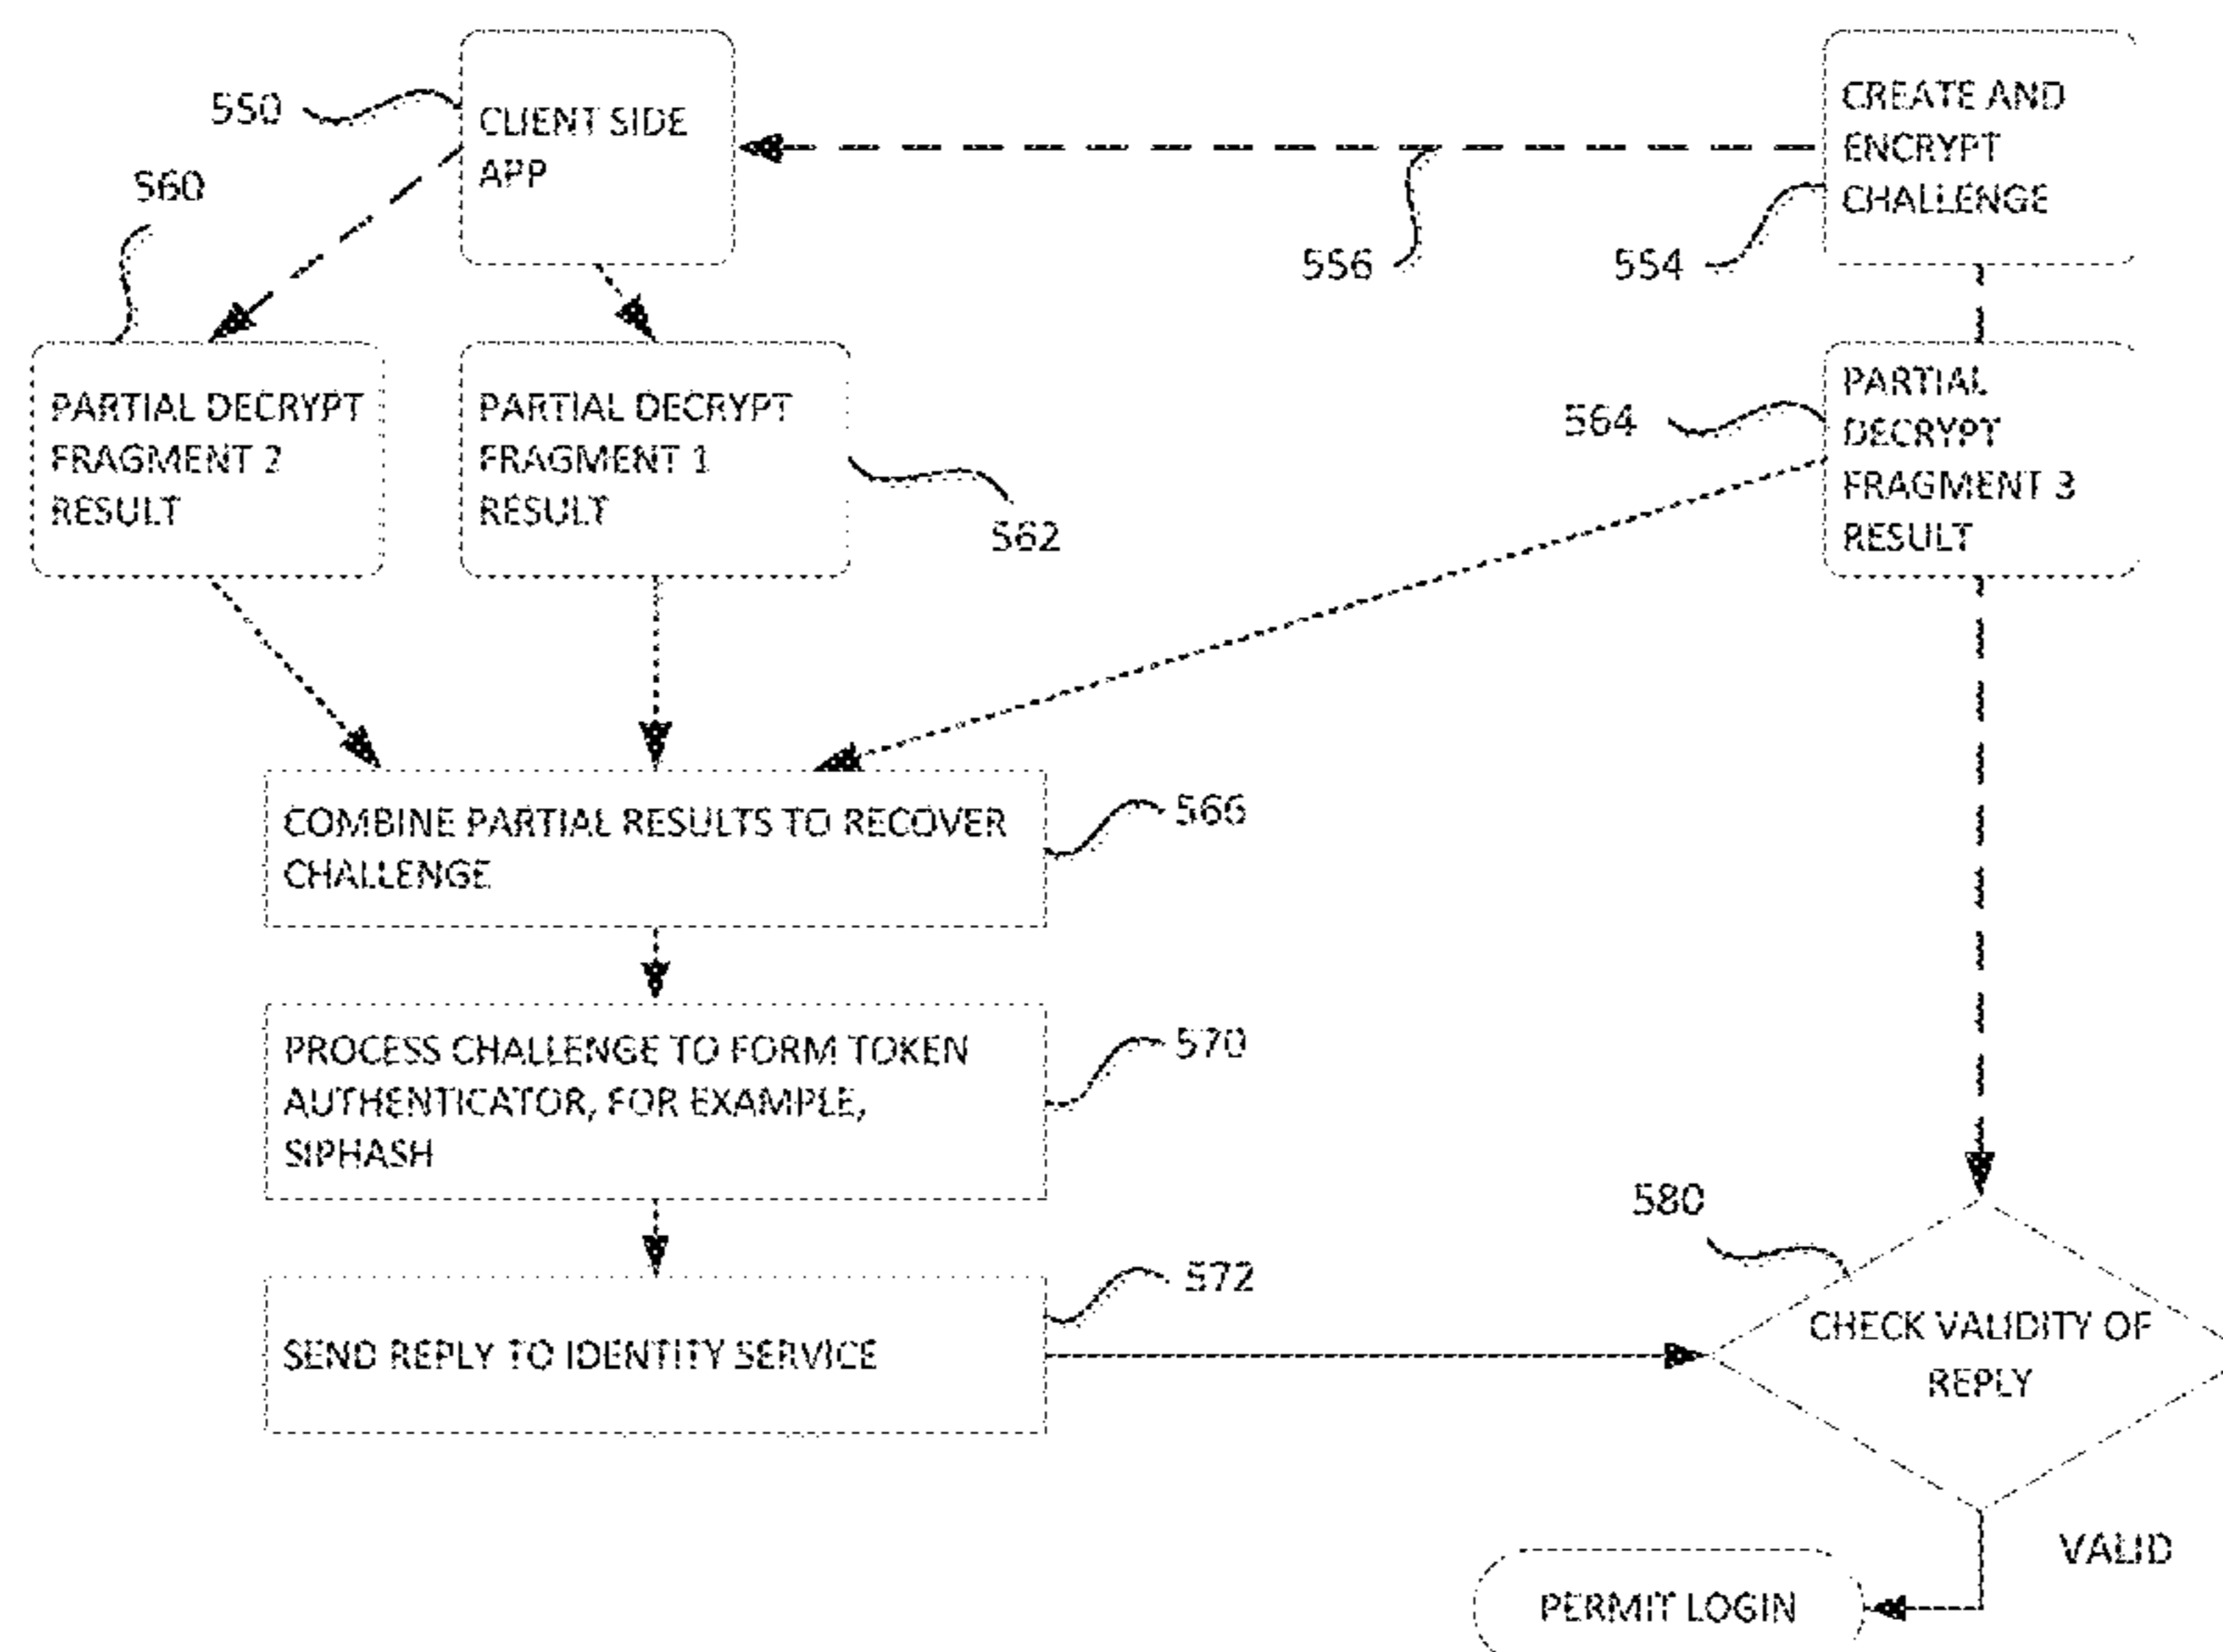 550
CLIENT SIDE
APP
CREATE AND
ENCRYPT
CHALLENGE
560
556
554
PARTIAL DECRYPT
FRAGMENT 2
RESULT
PARTIAL DECRYPT
FRAGMENT 1
RESULT
562
564
PARTIAL
DECRYPT
FRAGMENT 3
RESULT
COMBINE PARTIAL RESULTS TO RECOVER
CHALLENGE
566
PROCESS CHALLENGE TO FORM TOKEN
AUTHENTICATOR, FOR EXAMPLE,
SIPHASH
570
580
572
SEND REPLY TO IDENTITY SERVICE
CHECK VALIDITY OF
REPLY
VALID
PERMIT LOGIN